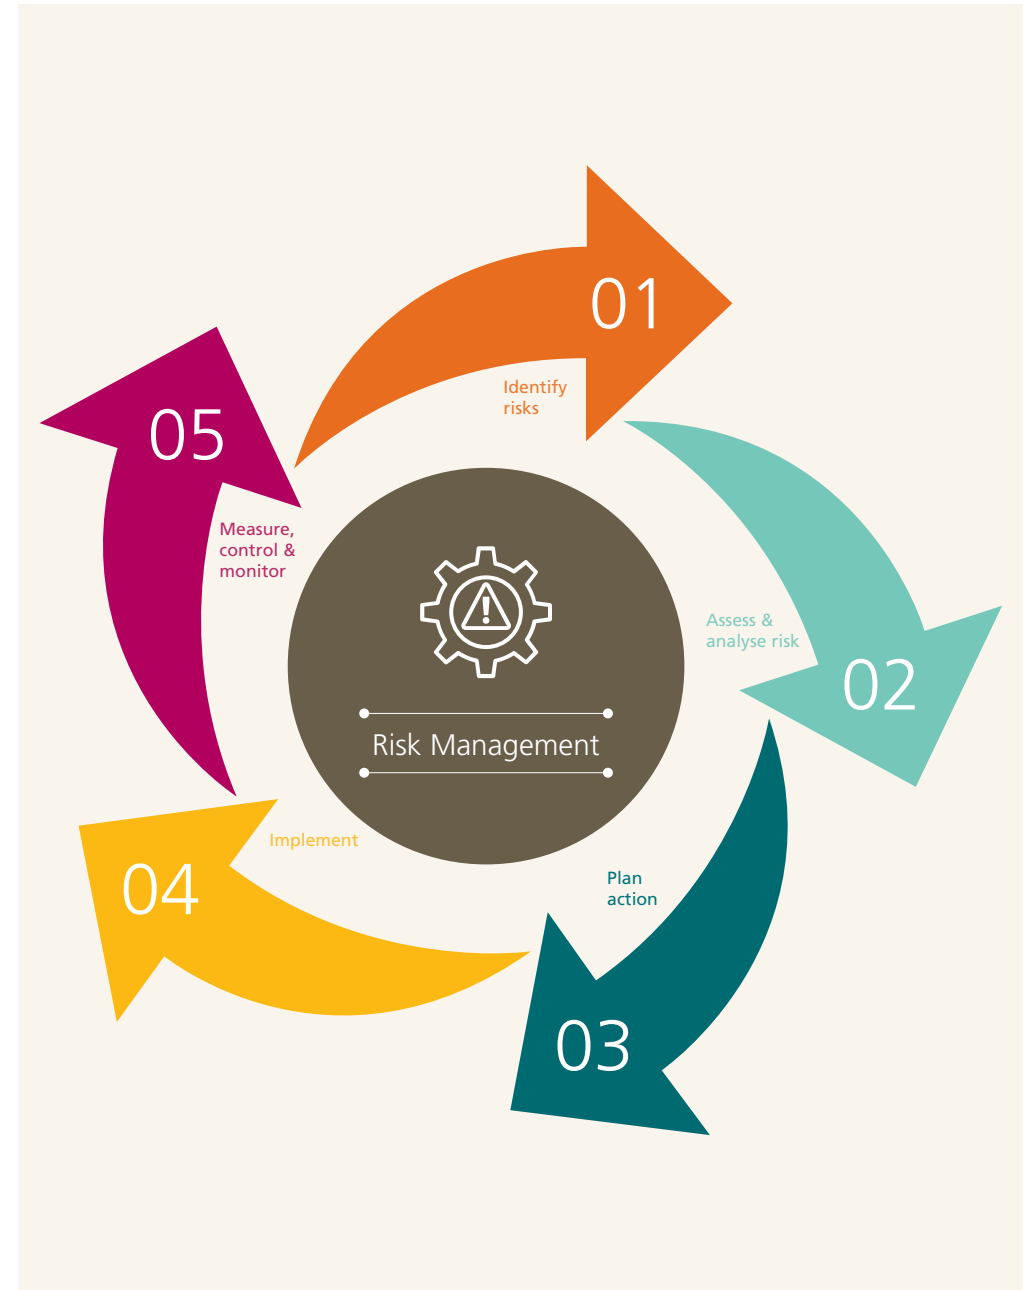 01
Identify
risks
02
Assess &
analyse risk
03
Plan
action
04
Implement
05
Measure,
control &
monitor
Risk Management